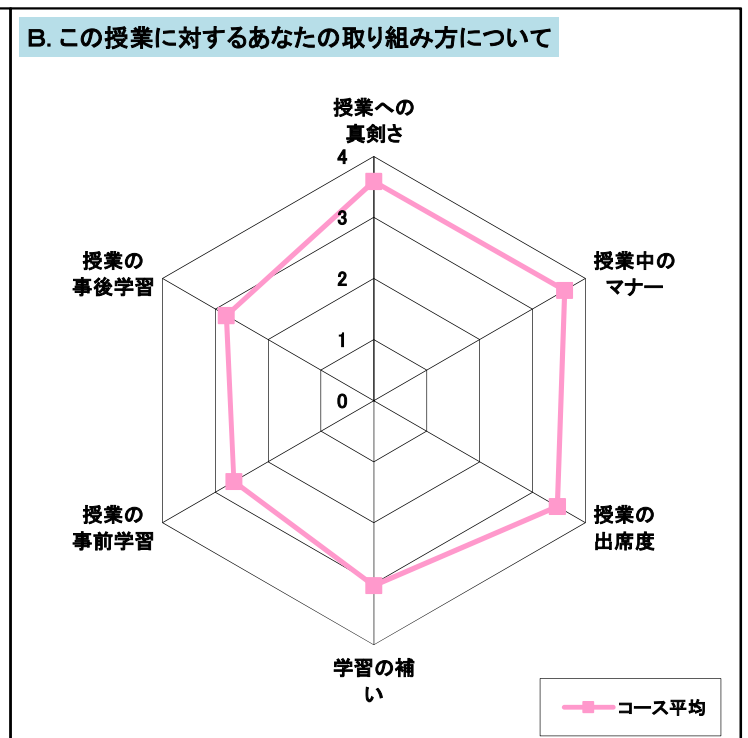 B. この授業に対するあなたの取り組み方について
授業への
真剣さ
4
3
2
1
0
授業中の
マナー
授業の
出席度
学習の補
い
授業の
事前学習
授業の
事後学習
コース平均